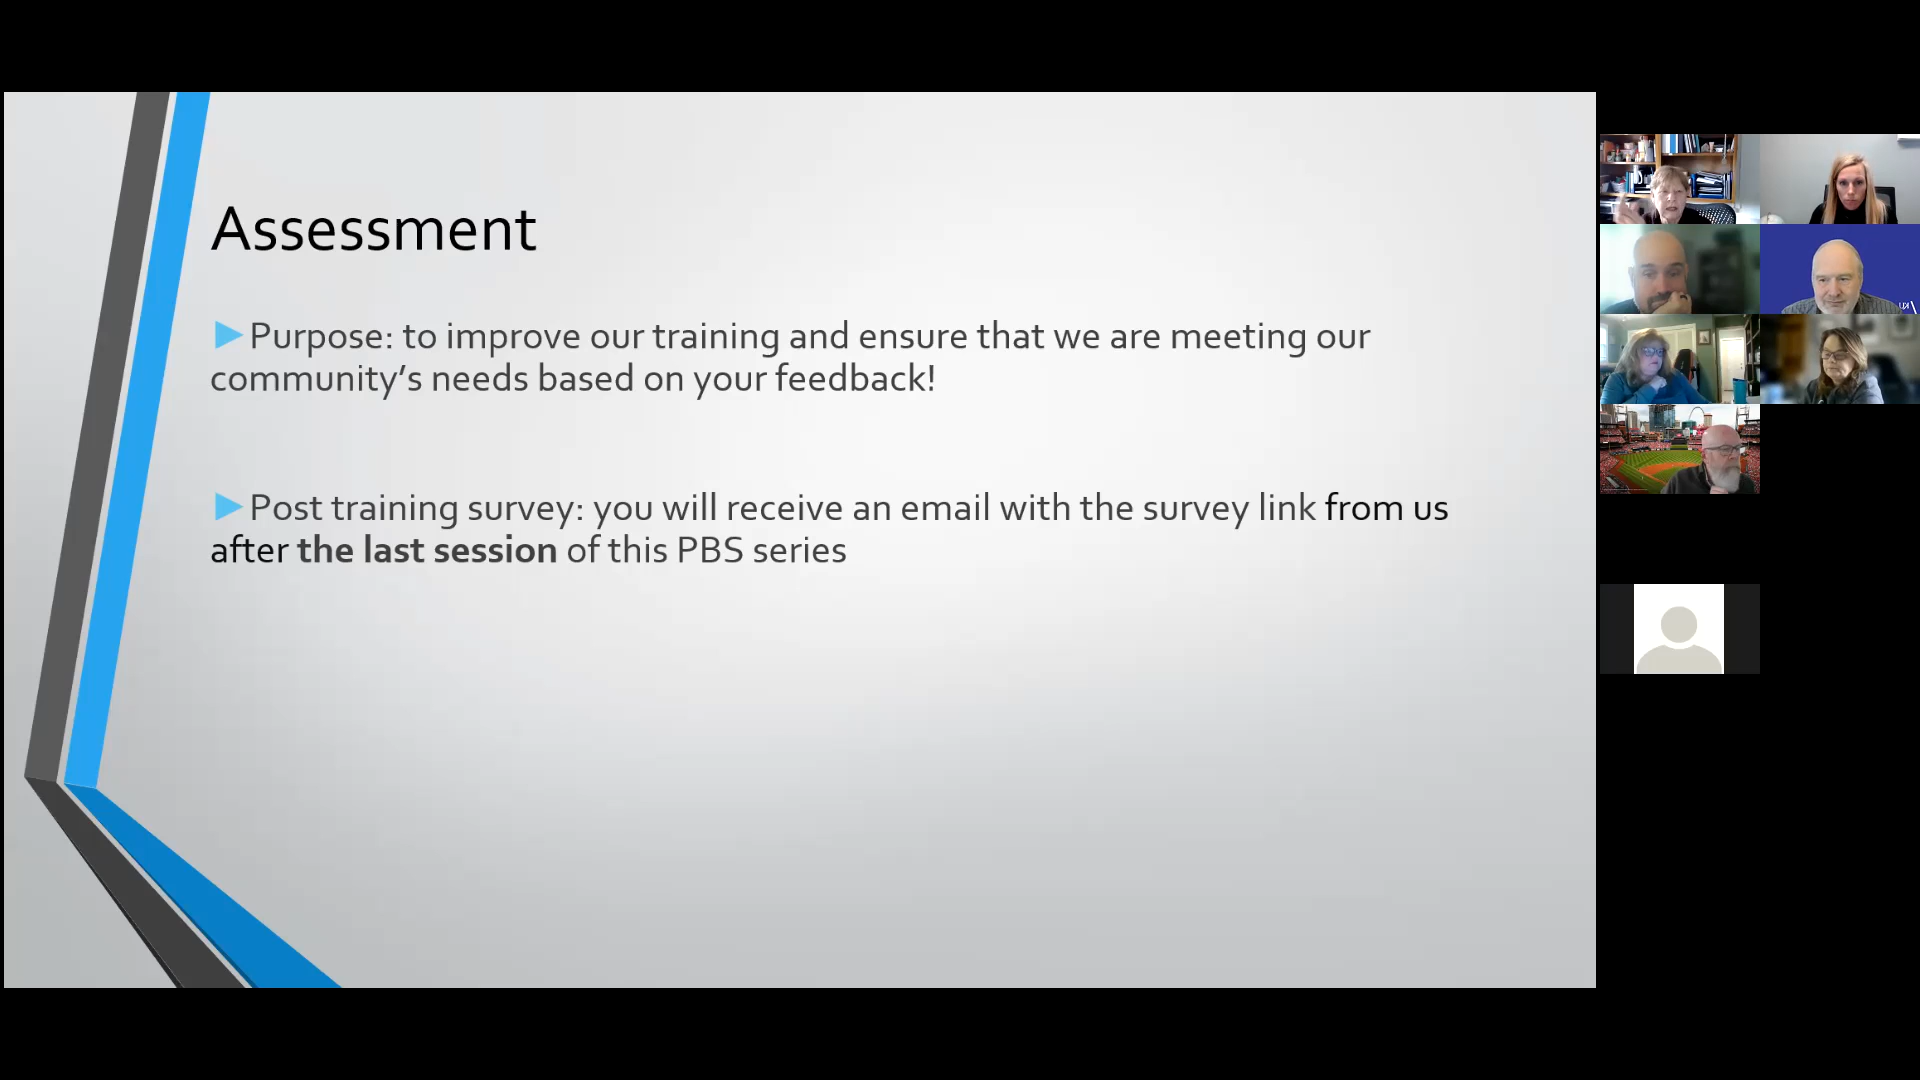 Assessment
Purpose: to improve our training and ensure that we are meeting our
community’s needs based on your feedback!
Post training survey: you will receive an email with the survey link from us
after the last session of this PBS series